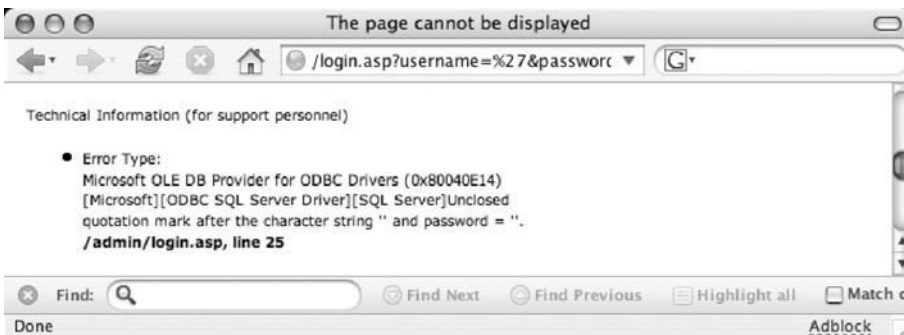 The page cannot be displayed
/login.asp?username=%27&passworc
G
Technical Information (for support personnel)
• Error Type:
Microsoft OLE DB Provider for ODBC Drivers (0x80040E14)
[Microsoft][ODBC SQL Server Driver][SQL Server]Unclosed
quotation mark after the character string '' and password = ''.
/admin/login.asp, line 25
Find: Find Next Find Previous Highlight all Match c
Done Adblock